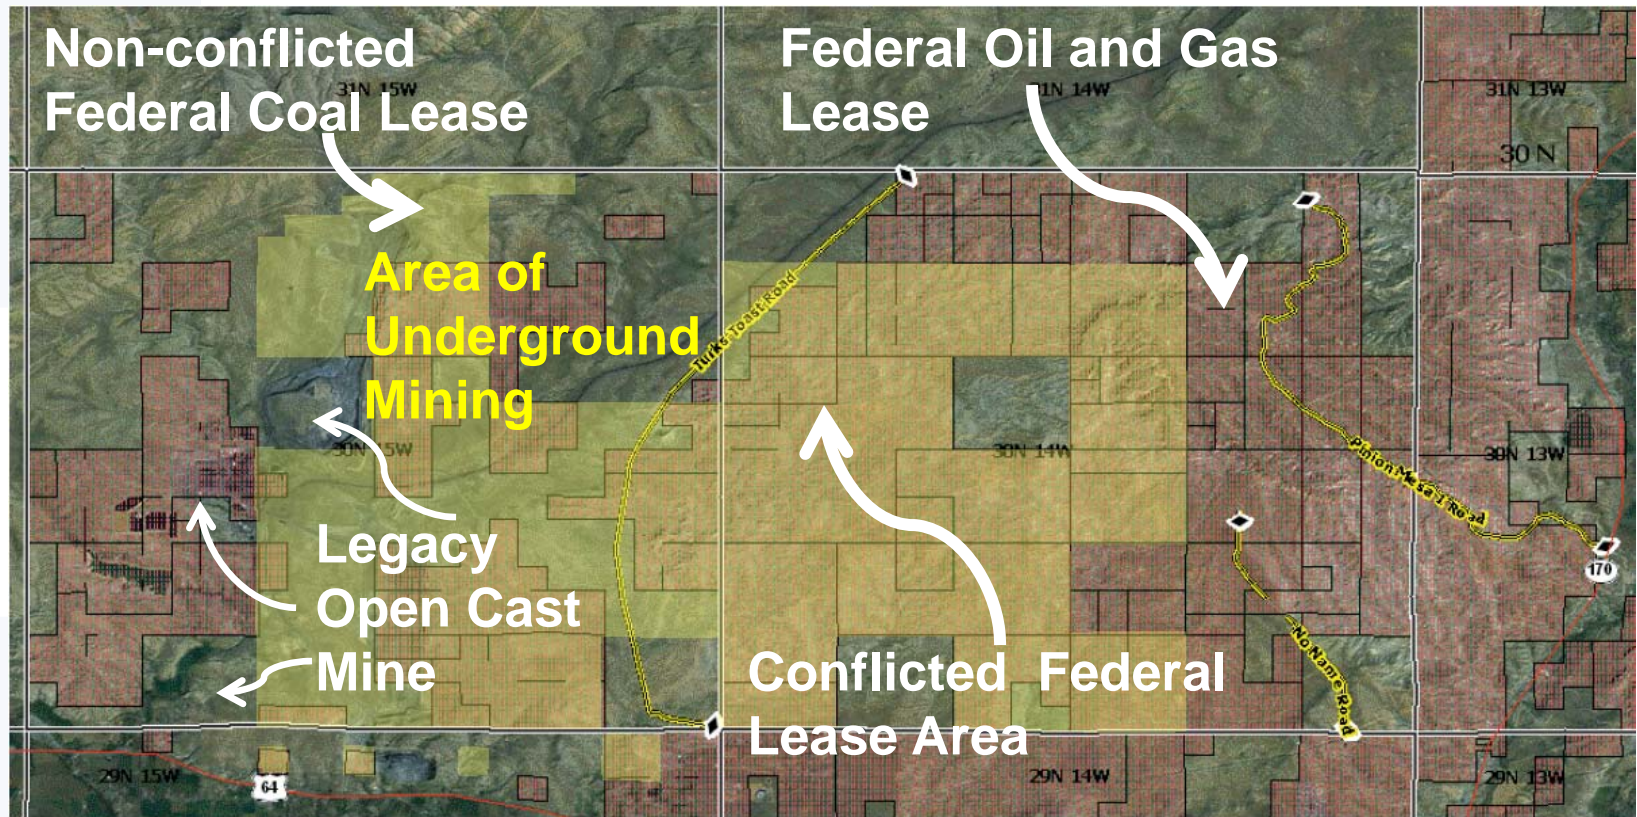 Non-conflicted
Federal Coal Lease
Federal Oil and Gas
Lease
31N 15W
31N 14W
31N 13W
30 N
Area of
Underground
Mining
Turks Toast Road
30N 15W
30N 14W
30N 13W
Pinion Mesa 1 Road
Legacy
Open Cast
Mine
170
No Name Road
Conflicted Federal
Lease Area
29N 15W
64
29N 14W
29N 13W